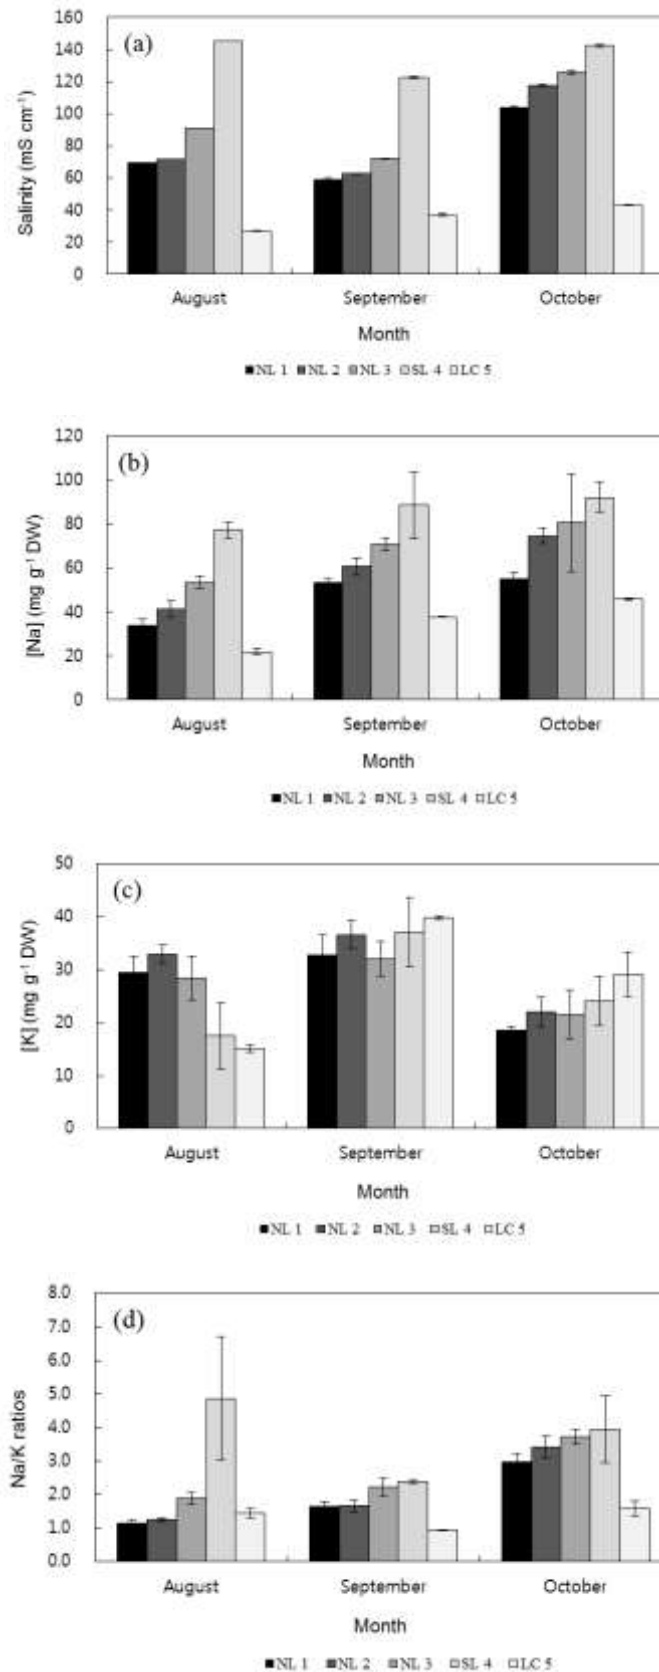 (a)
Salinity (mS cm⁻¹)
160
140
120
100
80
60
40
20
0
August September October
Month
■NL 1 ■NL 2 ■NL 3 □SL 4 □LC 5
(b)
[Na] (mg g⁻¹ DW)
120
100
80
60
40
20
0
August September October
Month
■NL 1 ■NL 2 ■NL 3 □SL 4 □LC 5
(c)
[K] (mg g⁻¹ DW)
50
40
30
20
10
0
August September October
Month
■NL 1 ■NL 2 ■NL 3 □SL 4 □LC 5
(d)
Na/K ratios
8.0
7.0
6.0
5.0
4.0
3.0
2.0
1.0
0.0
August September October
Month
■NL 1 ■NL 2 ■NL 3 □SL 4 □LC 5